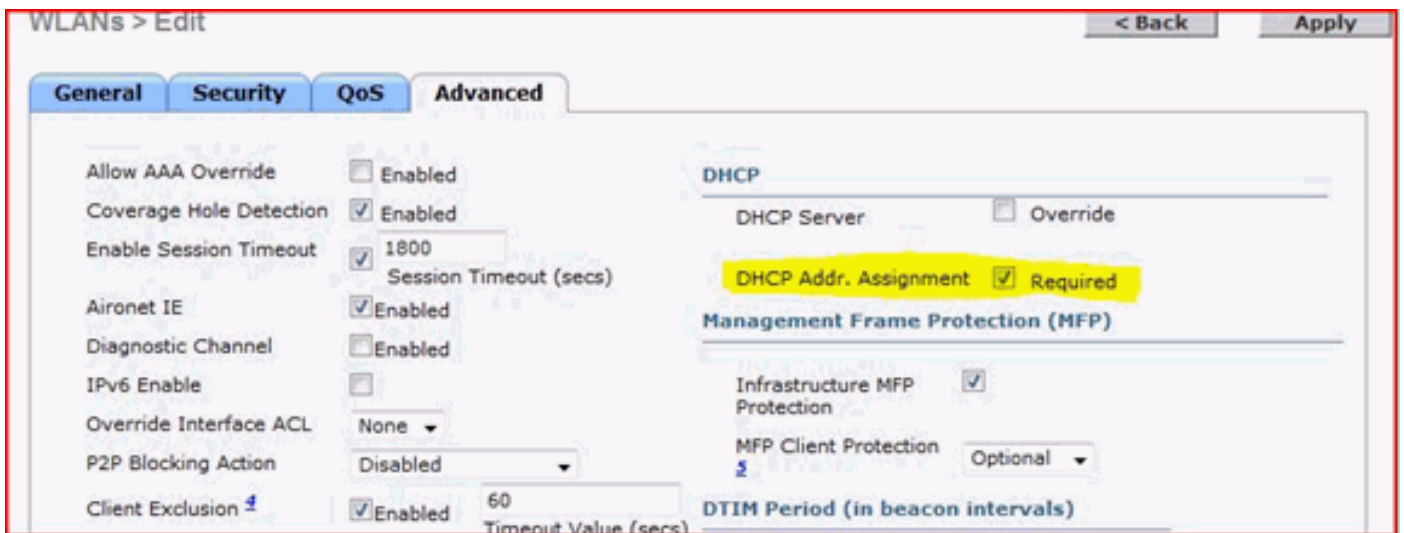 WLANs > Edit
< Back
Apply
General
Security
QoS
Advanced
Allow AAA Override
Enabled
Coverage Hole Detection
Enabled
Enable Session Timeout
1800
Session Timeout (secs)
Aironet IE
Enabled
Diagnostic Channel
Enabled
IPv6 Enable
Override Interface ACL
None
P2P Blocking Action
Disabled
Client Exclusion 4
Enabled
60
Timeout Value (secs)
DHCP
DHCP Server
Override
DHCP Addr. Assignment
Required
Management Frame Protection (MFP)
Infrastructure MFP
Protection
MFP Client Protection
5
Optional
DTIM Period (in beacon intervals)